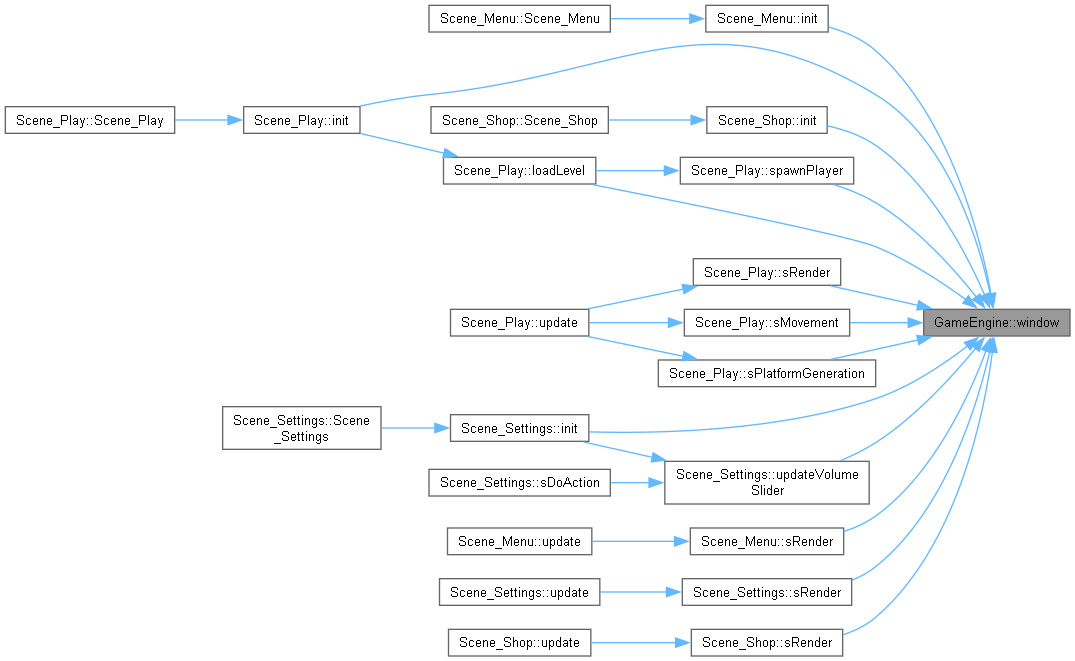 Scene_Menu::Scene_Menu
Scene_Menu::init
Scene_Play::Scene_Play
Scene_Play::init
Scene_Shop::Scene_Shop
Scene_Shop::init
Scene_Play::loadLevel
Scene_Play::spawnPlayer
Scene_Play::sRender
Scene_Play::update
Scene_Play::sMovement
GameEngine::window
Scene_Play::sPlatformGeneration
Scene_Settings::Scene
_Settings
Scene_Settings::init
Scene_Settings::sDoAction
Scene_Settings::updateVolume
Slider
Scene_Menu::update
Scene_Menu::sRender
Scene_Settings::update
Scene_Settings::sRender
Scene_Shop::update
Scene_Shop::sRender